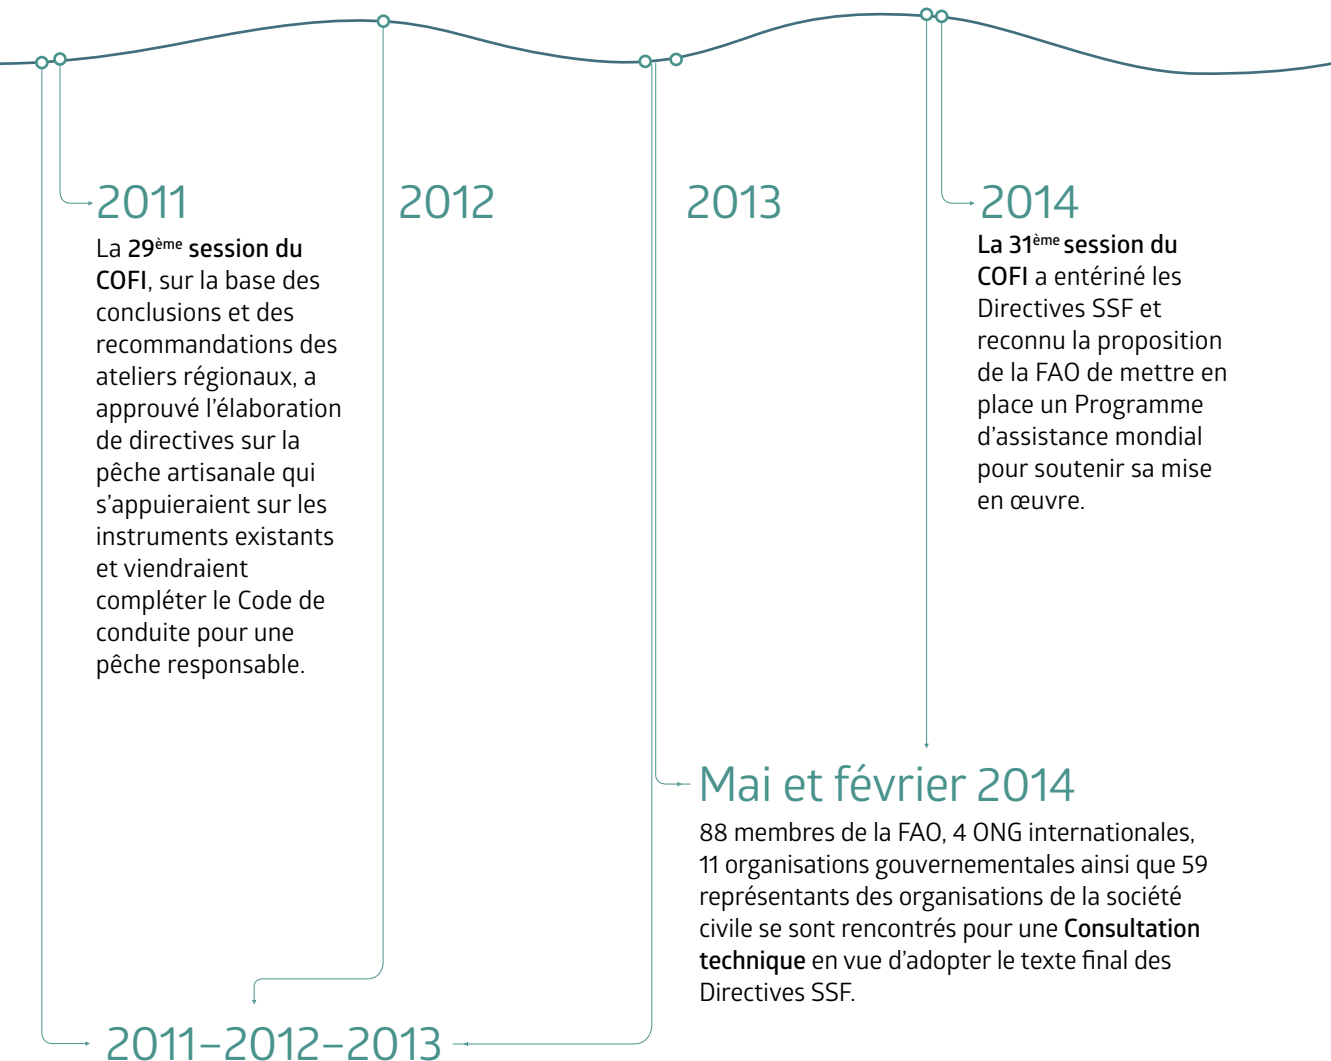 2011
La 29ème session du
COFI, sur la base des
conclusions et des
recommandations des
ateliers régionaux, a
approuvé l’élaboration
de directives sur la
pêche artisanale qui
s’appuieraient sur les
instruments existants
et viendraient
compléter le Code de
conduite pour une
pêche responsable.
2012
2013
2014
La 31ème session du
COFI a entériné les
Directives SSF et
reconnu la proposition
de la FAO de mettre en
place un Programme
d’assistance mondial
pour soutenir sa mise
en œuvre.
Mai et février 2014
88 membres de la FAO, 4 ONG internationales,
11 organisations gouvernementales ainsi que 59
représentants des organisations de la société
civile se sont rencontrés pour une Consultation
technique en vue d’adopter le texte final des
Directives SSF.
2011–2012–2013